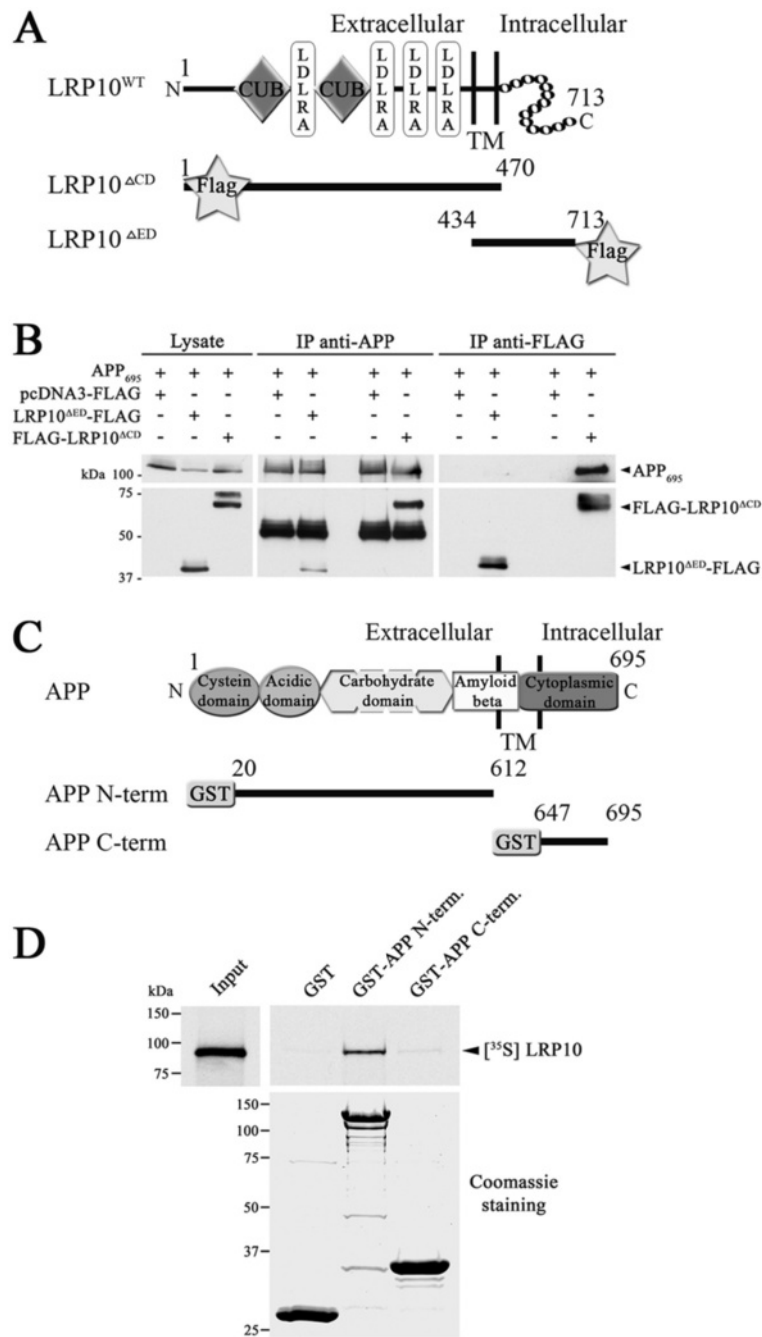 A
Extracellular Intracellular
1
LRP10WT N CUB LDLRA CUB LDLRA LDLRA LDLRA 713
C
TM
1 470
LRP10ΔCD Flag
434 713
LRP10ΔED Flag
B
Lysate IP anti-APP IP anti-FLAG
APP695 + + + + + + + + + + +
pcDNA3-FLAG + - - + - + - + - + -
LRP10ΔED-FLAG - + - - + - - - + - -
FLAG-LRP10ΔCD - - + - - - + - - - +
kDa 100 - ◄APP695
75 -
◄FLAG-LRP10ΔCD
50 -
◄LRP10ΔED-FLAG
37 -
C
Extracellular Intracellular
1 695
APP N Cystein domain Acidic domain Carbohydrate domain Amyloid beta Cytoplasmic domain C
TM
20 612
APP N-term GST
647 695
APP C-term GST
D
Input GST GST-APP N-term. GST-APP C-term.
kDa
150
100
◄ [35S] LRP10
75
150
100
75
Coomassie
staining
50
37
25